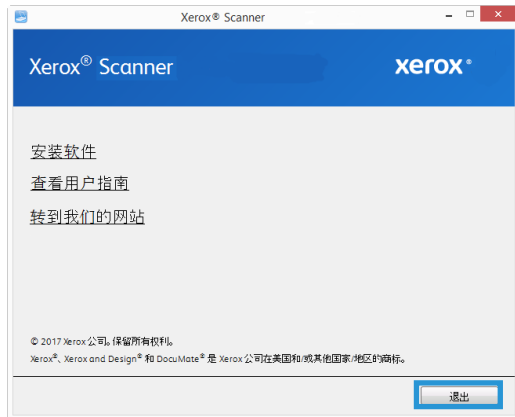 Xerox® Scanner
Xerox® Scanner
xerox®
安装软件
查看用户指南
转到我们的网站
© 2017 Xerox 公司。保留所有权利。
Xerox®、Xerox and Design® 和 DocuMate® 是 Xerox 公司在美国和/或其他国家/地区的商标。
退出